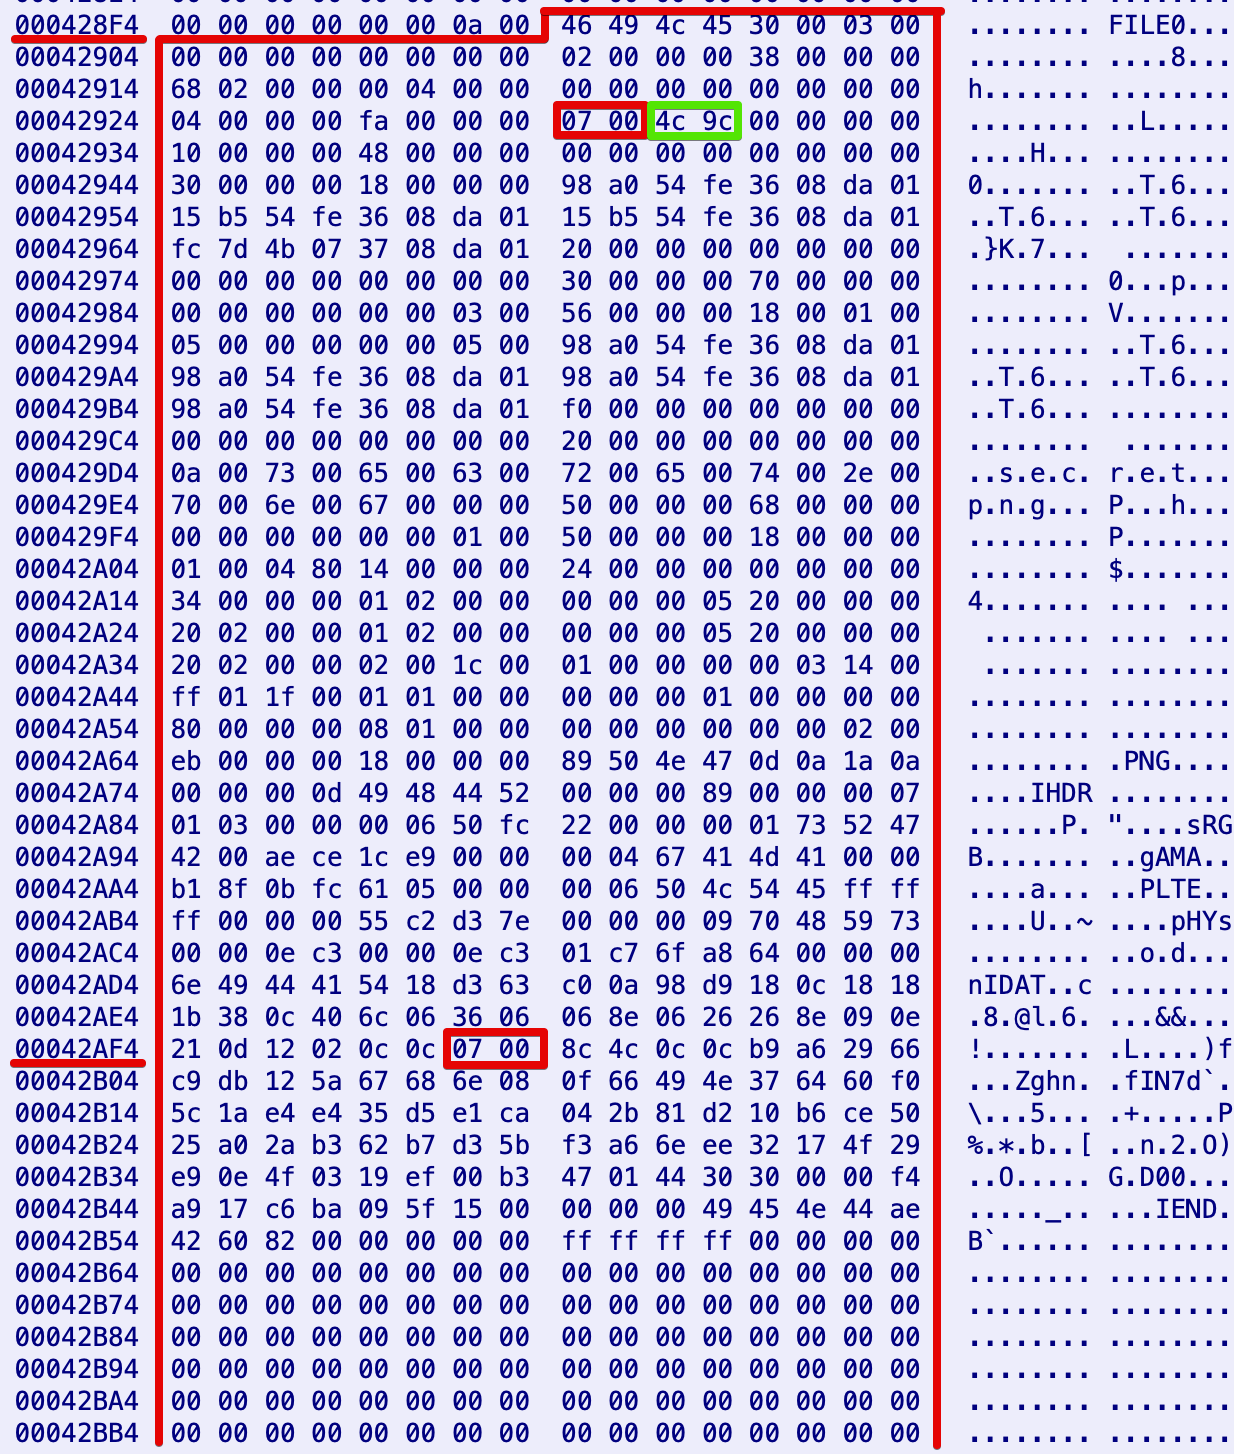 000428F4 00 00 00 00 00 00 0a 00 46 49 4c 45 30 00 03 00 ........ FILE0...
00042904 00 00 00 00 00 00 00 00 02 00 00 00 38 00 00 00 ........ ....8...
00042914 68 02 00 00 00 04 00 00 00 00 00 00 00 00 00 00 h....... ........
00042924 04 00 00 00 fa 00 00 00 07 00 4c 9c 00 00 00 00 ........ ..L.....
00042934 10 00 00 00 48 00 00 00 00 00 00 00 00 00 00 00 ....H... ........
00042944 30 00 00 00 18 00 00 00 98 a0 54 fe 36 08 da 01 0....... ..T.6...
00042954 15 b5 54 fe 36 08 da 01 15 b5 54 fe 36 08 da 01 ..T.6... ..T.6...
00042964 fc 7d 4b 07 37 08 da 01 20 00 00 00 00 00 00 00 .}K.7...  .......
00042974 00 00 00 00 00 00 00 00 30 00 00 00 70 00 00 00 ........ 0...p...
00042984 00 00 00 00 00 00 03 00 56 00 00 00 18 00 01 00 ........ V.......
00042994 05 00 00 00 00 00 05 00 98 a0 54 fe 36 08 da 01 ........ ..T.6...
000429A4 98 a0 54 fe 36 08 da 01 98 a0 54 fe 36 08 da 01 ..T.6... ..T.6...
000429B4 98 a0 54 fe 36 08 da 01 f0 00 00 00 00 00 00 00 ..T.6... ........
000429C4 00 00 00 00 00 00 00 00 20 00 00 00 00 00 00 00 ........  .......
000429D4 0a 00 73 00 65 00 63 00 72 00 65 00 74 00 2e 00 ..s.e.c. r.e.t...
000429E4 70 00 6e 00 67 00 00 00 50 00 00 00 68 00 00 00 p.n.g... P...h...
000429F4 00 00 00 00 00 00 01 00 50 00 00 00 18 00 00 00 ........ P.......
00042A04 01 00 04 80 14 00 00 00 24 00 00 00 00 00 00 00 ........ $.......
00042A14 34 00 00 00 01 02 00 00 00 00 00 05 20 00 00 00 4....... .... ...
00042A24 20 02 00 00 01 02 00 00 00 00 00 05 20 00 00 00  ....... .... ...
00042A34 20 02 00 00 02 00 1c 00 01 00 00 00 00 03 14 00  ....... ........
00042A44 ff 01 1f 00 01 01 00 00 00 00 00 01 00 00 00 00 ........ ........
00042A54 80 00 00 00 08 01 00 00 00 00 00 00 00 00 02 00 ........ ........
00042A64 eb 00 00 00 18 00 00 00 89 50 4e 47 0d 0a 1a 0a ........ .PNG....
00042A74 00 00 00 0d 49 48 44 52 00 00 00 89 00 00 00 07 ....IHDR ........
00042A84 01 03 00 00 00 06 50 fc 22 00 00 00 01 73 52 47 ......P. "....sRG
00042A94 42 00 ae ce 1c e9 00 00 00 04 67 41 4d 41 00 00 B....... ..gAMA..
00042AA4 b1 8f 0b fc 61 05 00 00 00 06 50 4c 54 45 ff ff ....a... ..PLTE..
00042AB4 ff 00 00 00 55 c2 d3 7e 00 00 00 09 70 48 59 73 ....U..~ ....pHYs
00042AC4 00 00 0e c3 00 00 0e c3 01 c7 6f a8 64 00 00 00 ........ ..o.d...
00042AD4 6e 49 44 41 54 18 d3 63 c0 0a 98 d9 18 0c 18 18 nIDAT..c ........
00042AE4 1b 38 0c 40 6c 06 36 06 06 8e 06 26 26 8e 09 0e .8.@l.6. ...&&...
00042AF4 21 0d 12 02 0c 0c 07 00 8c 4c 0c 0c b9 a6 29 66 !....... .L....)f
00042B04 c9 db 12 5a 67 68 6e 08 0f 66 49 4e 37 64 60 f0 ...Zghn. .fIN7d`.
00042B14 5c 1a e4 e4 35 d5 e1 ca 04 2b 81 d2 10 b6 ce 50 \...5... .+.....P
00042B24 25 a0 2a b3 62 b7 d3 5b f3 a6 6e ee 32 17 4f 29 %.*.b..[ ..n.2.O)
00042B34 e9 0e 4f 03 19 ef 00 b3 47 01 44 30 30 00 00 f4 ..O..... G.D00...
00042B44 a9 17 c6 ba 09 5f 15 00 00 00 00 49 45 4e 44 ae ....._.. ...IEND.
00042B54 42 60 82 00 00 00 00 00 ff ff ff ff 00 00 00 00 B`...... ........
00042B64 00 00 00 00 00 00 00 00 00 00 00 00 00 00 00 00 ........ ........
00042B74 00 00 00 00 00 00 00 00 00 00 00 00 00 00 00 00 ........ ........
00042B84 00 00 00 00 00 00 00 00 00 00 00 00 00 00 00 00 ........ ........
00042B94 00 00 00 00 00 00 00 00 00 00 00 00 00 00 00 00 ........ ........
00042BA4 00 00 00 00 00 00 00 00 00 00 00 00 00 00 00 00 ........ ........
00042BB4 00 00 00 00 00 00 00 00 00 00 00 00 00 00 00 00 ........ ........